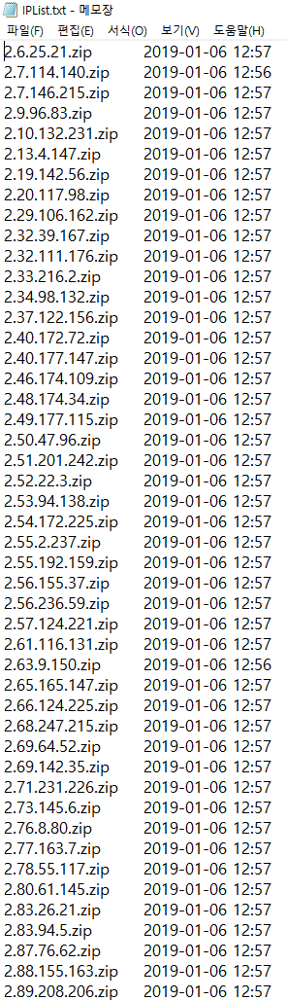 IPList.txt - 메모장
파일(F) 편집(E) 서식(O) 보기(V) 도움말(H)
2.6.25.21.zip 2019-01-06 12:57
2.7.114.140.zip 2019-01-06 12:56
2.7.146.215.zip 2019-01-06 12:57
2.9.96.83.zip 2019-01-06 12:57
2.10.132.231.zip 2019-01-06 12:57
2.13.4.147.zip 2019-01-06 12:57
2.19.142.56.zip 2019-01-06 12:57
2.20.117.98.zip 2019-01-06 12:57
2.29.106.162.zip 2019-01-06 12:57
2.32.39.167.zip 2019-01-06 12:57
2.32.111.176.zip 2019-01-06 12:57
2.33.216.2.zip 2019-01-06 12:57
2.34.98.132.zip 2019-01-06 12:57
2.37.122.156.zip 2019-01-06 12:57
2.40.172.72.zip 2019-01-06 12:57
2.40.177.147.zip 2019-01-06 12:57
2.46.174.109.zip 2019-01-06 12:57
2.48.174.34.zip 2019-01-06 12:57
2.49.177.115.zip 2019-01-06 12:57
2.50.47.96.zip 2019-01-06 12:57
2.51.201.242.zip 2019-01-06 12:57
2.52.22.3.zip 2019-01-06 12:57
2.53.94.138.zip 2019-01-06 12:57
2.54.172.225.zip 2019-01-06 12:57
2.55.2.237.zip 2019-01-06 12:57
2.55.192.159.zip 2019-01-06 12:57
2.56.155.37.zip 2019-01-06 12:57
2.56.236.59.zip 2019-01-06 12:57
2.57.124.221.zip 2019-01-06 12:57
2.61.116.131.zip 2019-01-06 12:57
2.63.9.150.zip 2019-01-06 12:56
2.65.165.147.zip 2019-01-06 12:57
2.66.124.225.zip 2019-01-06 12:57
2.68.247.215.zip 2019-01-06 12:57
2.69.64.52.zip 2019-01-06 12:57
2.69.142.35.zip 2019-01-06 12:57
2.71.231.226.zip 2019-01-06 12:57
2.73.145.6.zip 2019-01-06 12:57
2.76.8.80.zip 2019-01-06 12:57
2.77.163.7.zip 2019-01-06 12:57
2.78.55.117.zip 2019-01-06 12:57
2.80.61.145.zip 2019-01-06 12:57
2.83.26.21.zip 2019-01-06 12:57
2.83.94.5.zip 2019-01-06 12:57
2.87.76.62.zip 2019-01-06 12:57
2.88.155.163.zip 2019-01-06 12:57
2.89.208.206.zip 2019-01-06 12:57